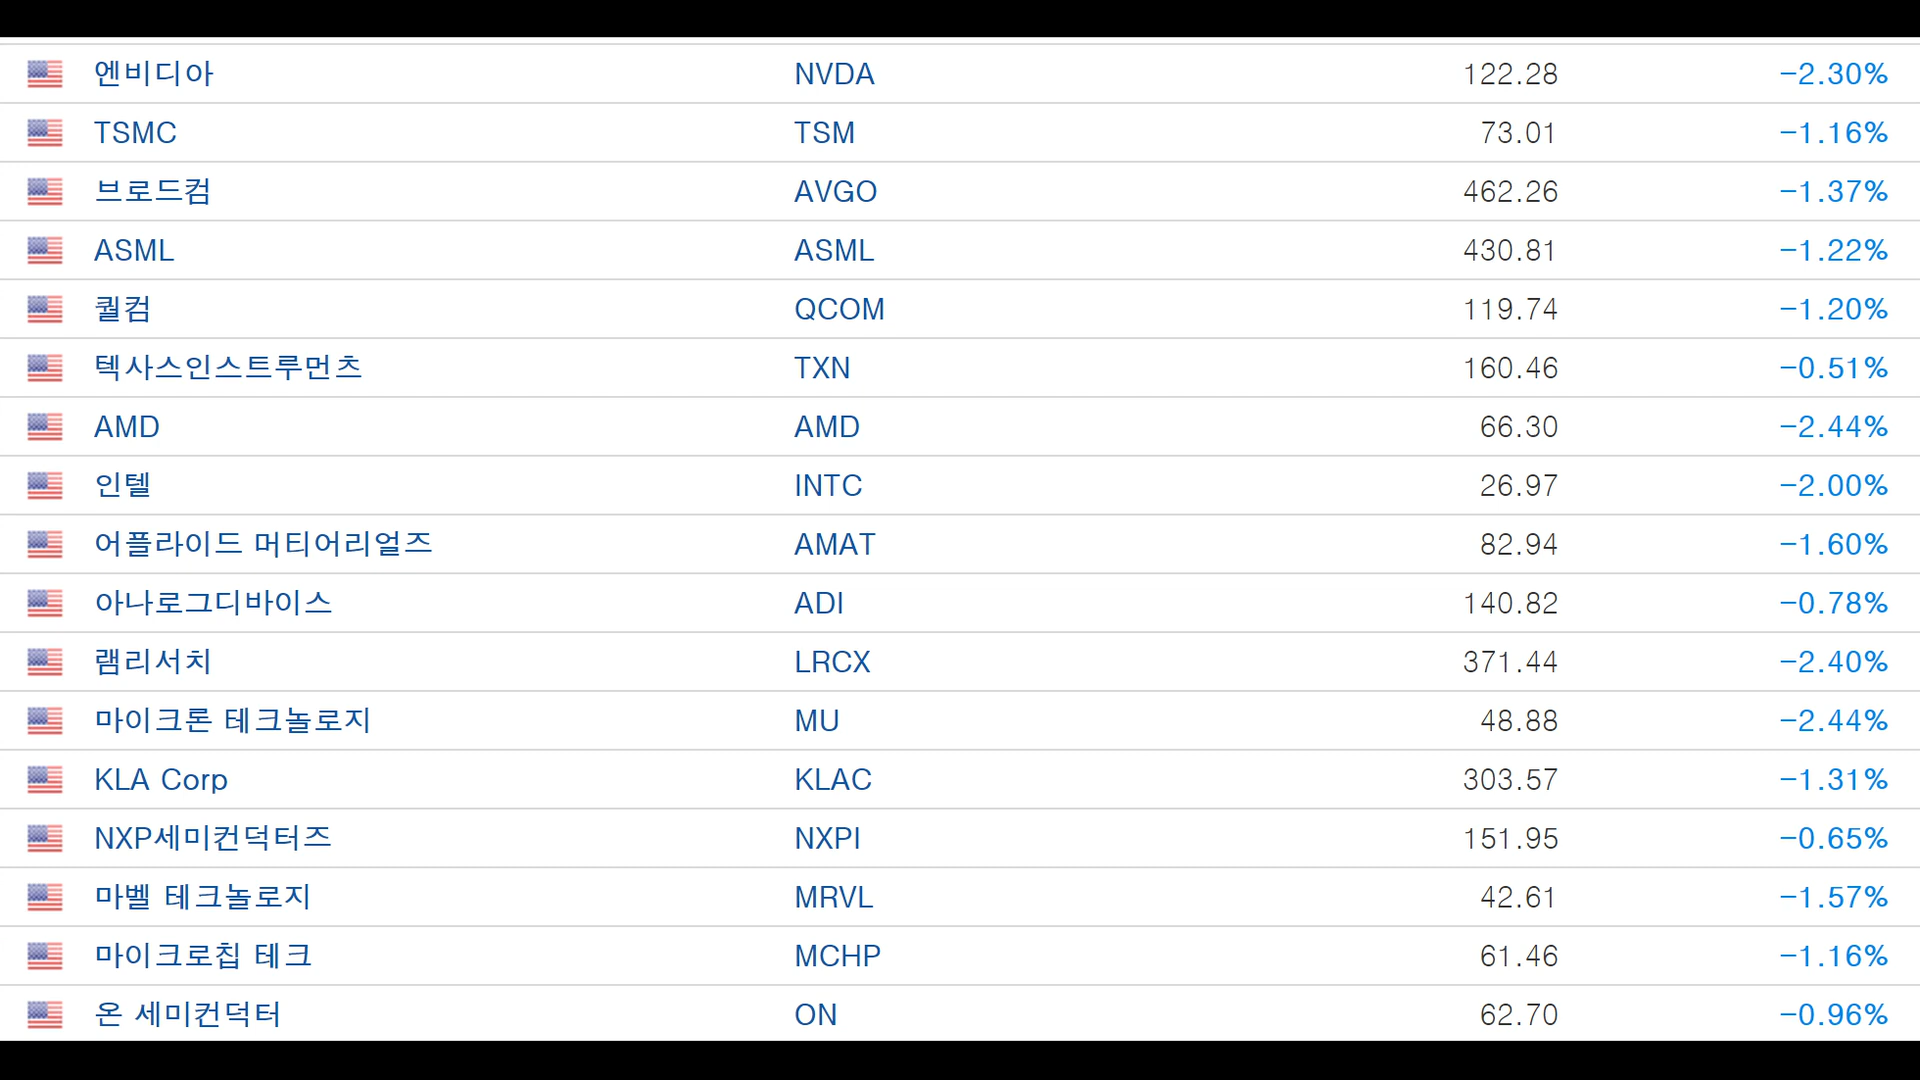 엔비디아 NVDA 122.28 -2.30%
TSMC TSM 73.01 -1.16%
브로드컴 AVGO 462.26 -1.37%
ASML ASML 430.81 -1.22%
퀄컴 QCOM 119.74 -1.20%
텍사스인스트루먼츠 TXN 160.46 -0.51%
AMD AMD 66.30 -2.44%
인텔 INTC 26.97 -2.00%
어플라이드 머티어리얼즈 AMAT 82.94 -1.60%
아나로그디바이스 ADI 140.82 -0.78%
램리서치 LRCX 371.44 -2.40%
마이크론 테크놀로지 MU 48.88 -2.44%
KLA Corp KLAC 303.57 -1.31%
NXP세미컨덕터즈 NXPI 151.95 -0.65%
마벨 테크놀로지 MRVL 42.61 -1.57%
마이크로칩 테크 MCHP 61.46 -1.16%
온 세미컨덕터 ON 62.70 -0.96%